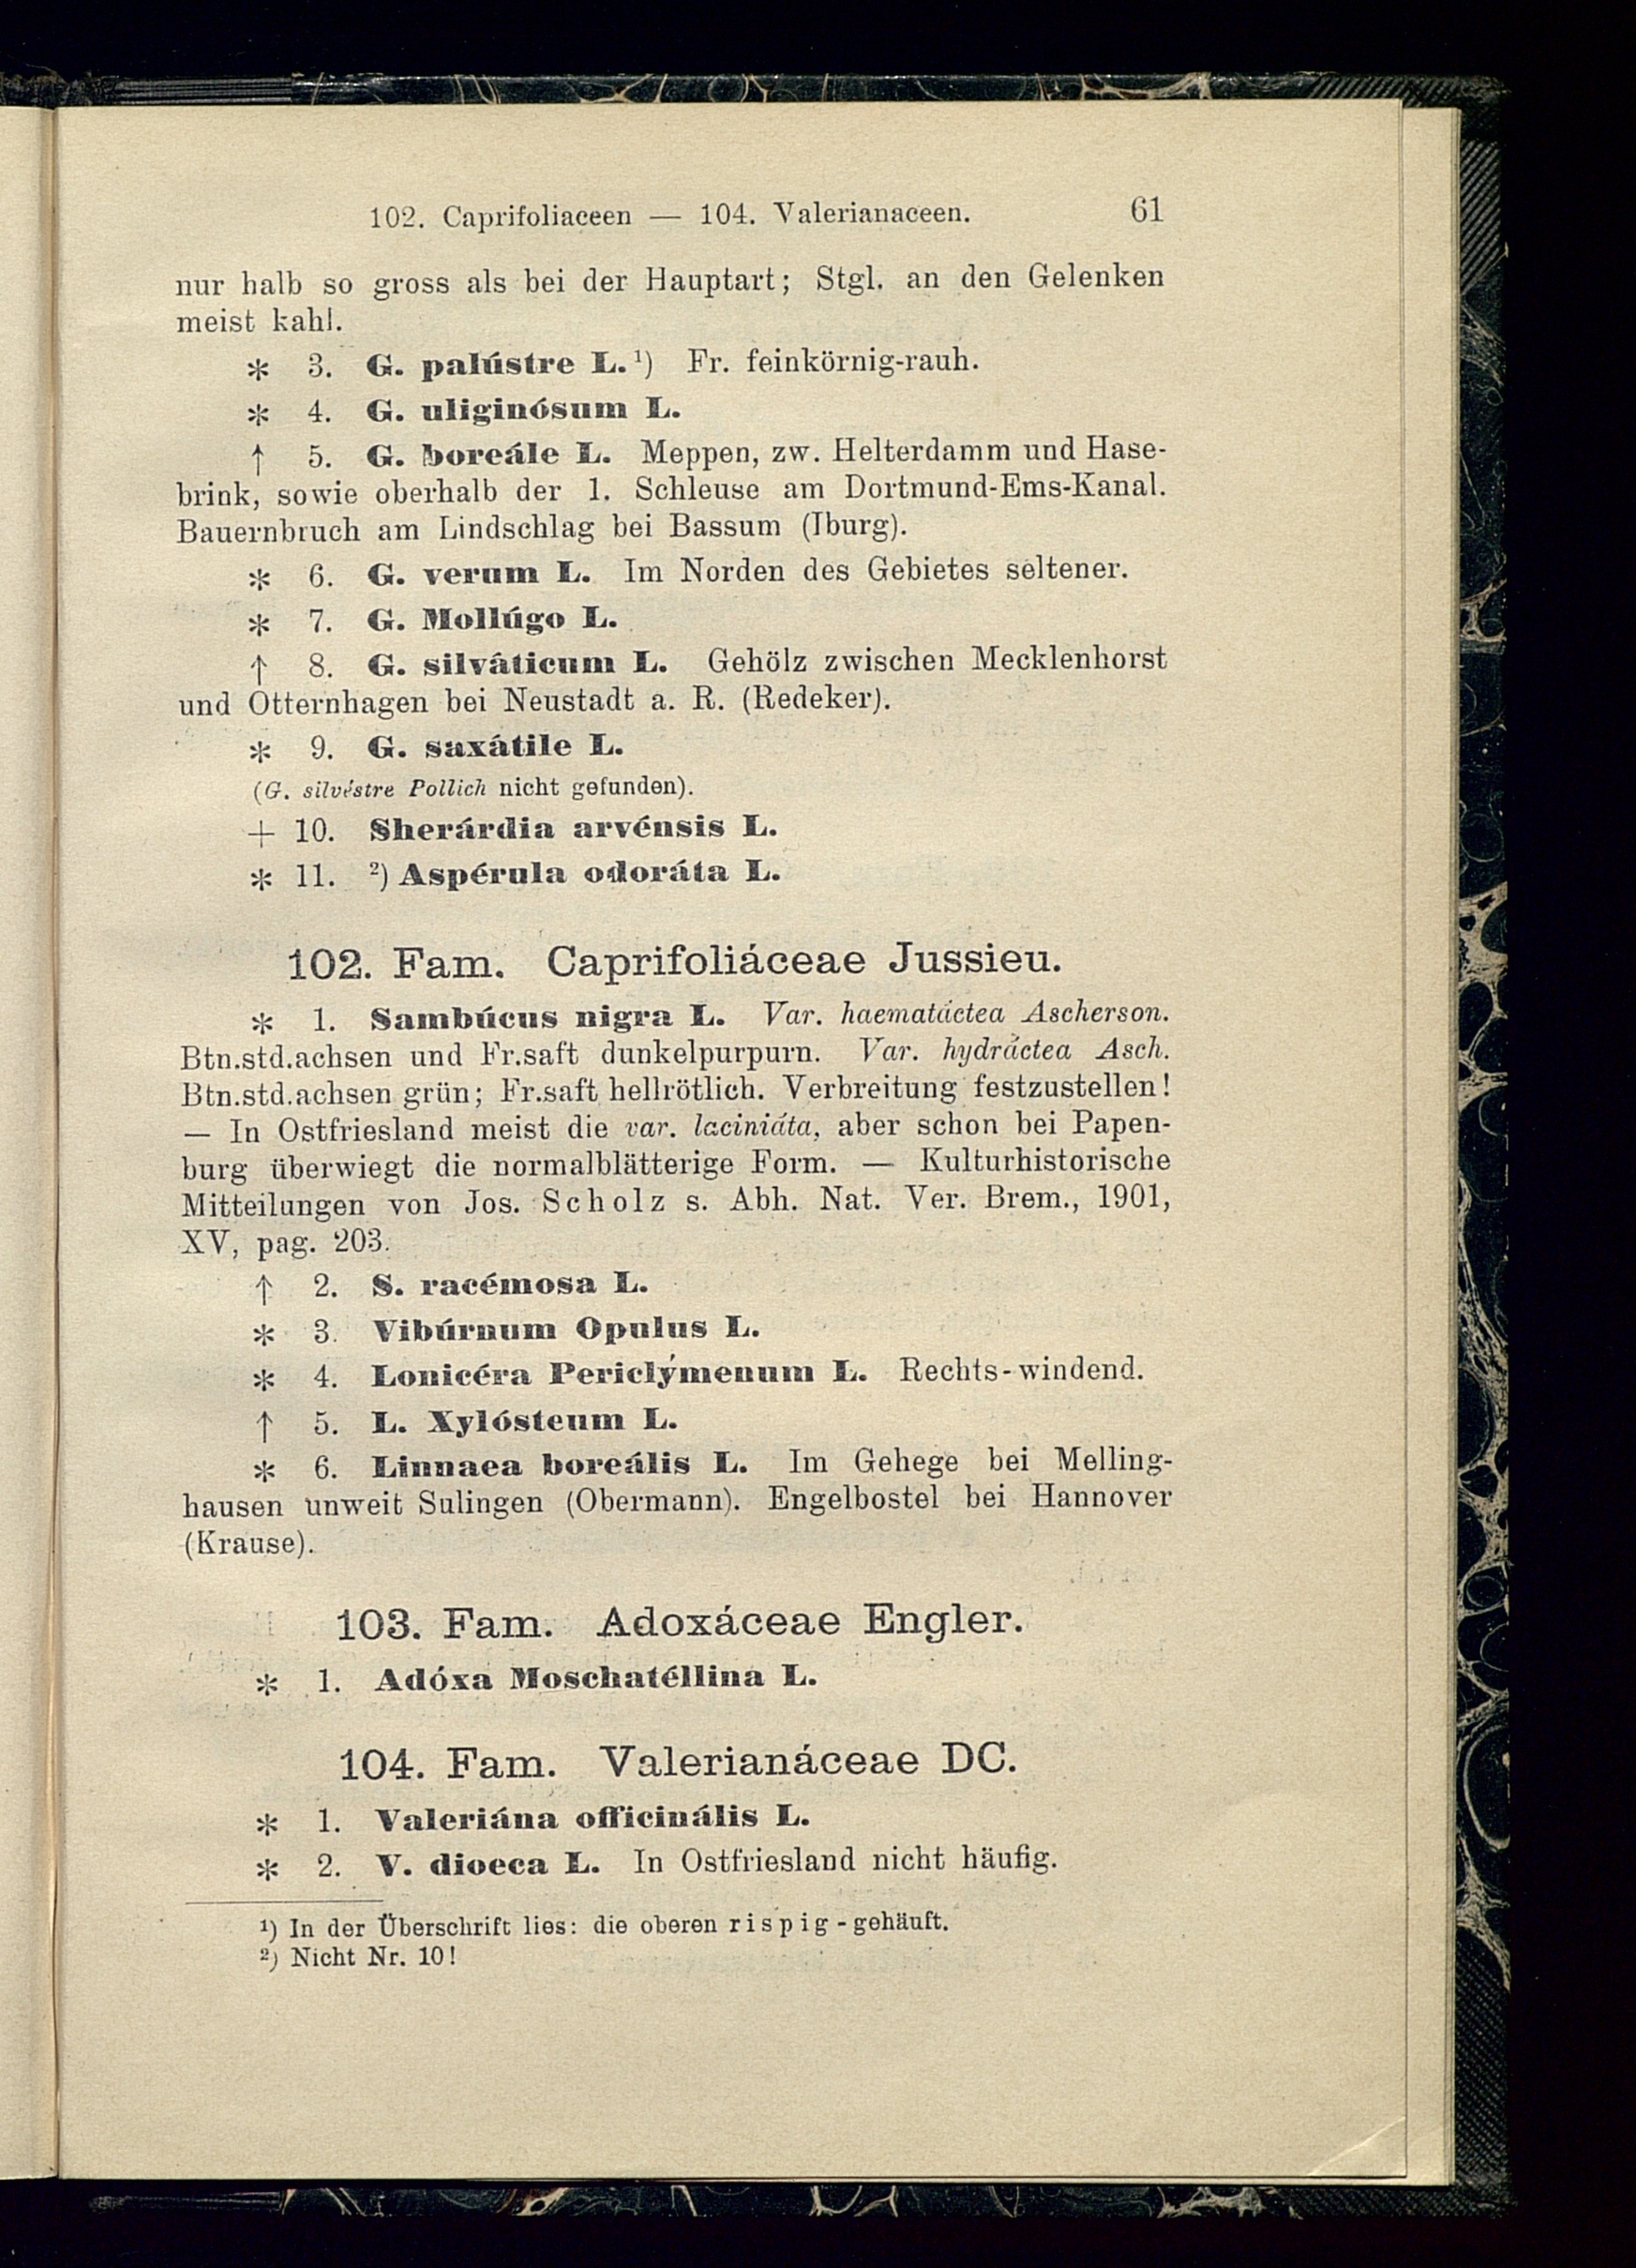 102. Caprifoliaceen — 104. Valerianaceen. 61
nur halb so gross als bei der Hauptart; Stgl. an den Gelenken
meist kahl.
* 3. G. palústre L.¹) Fr. feinkörnig-rauh.
* 4. G. uliginósum L.
↑ 5. G. boreále L. Meppen, zw. Helterdamm und Hase-
brink, sowie oberhalb der 1. Schleuse am Dortmund-Ems-Kanal.
Bauernbruch am Lindschlag bei Bassum (Iburg).
* 6. G. verum L. Im Norden des Gebietes seltener.
* 7. G. Mollúgo L.
↑ 8. G. silváticum L. Gehölz zwischen Mecklenhorst
und Otternhagen bei Neustadt a. R. (Redeker).
* 9. G. saxátile L.
(G. silvéstre Pollich nicht gefunden).
+ 10. Sherárdia arvénsis L.
* 11. ²) Aspérula odoráta L.
102. Fam. Caprifoliáceae Jussieu.
* 1. Sambúcus nigra L. Var. haematáctea Ascherson.
Btn.std.achsen und Fr.saft dunkelpurpurn. Var. hydráctea Asch.
Btn.std.achsen grün; Fr.saft hellrötlich. Verbreitung festzustellen!
— In Ostfriesland meist die var. laciniáta, aber schon bei Papen-
burg überwiegt die normalblätterige Form. — Kulturhistorische
Mitteilungen von Jos. Scholz s. Abh. Nat. Ver. Brem., 1901,
XV, pag. 203.
↑ 2. S. racémosa L.
* 3. Vibúrnum Opulus L.
* 4. Lonicéra Periclýmenum L. Rechts-windend.
↑ 5. L. Xylósteum L.
* 6. Linnaea boreális L. Im Gehege bei Melling-
hausen unweit Sulingen (Obermann). Engelbostel bei Hannover
(Krause).
103. Fam. Adoxáceae Engler.
* 1. Adóxa Moschatéllina L.
104. Fam. Valerianáceae DC.
* 1. Valeriána officinális L.
* 2. V. dioeca L. In Ostfriesland nicht häufig.
¹) In der Überschrift lies: die oberen rispig-gehäuft.
²) Nicht Nr. 10!